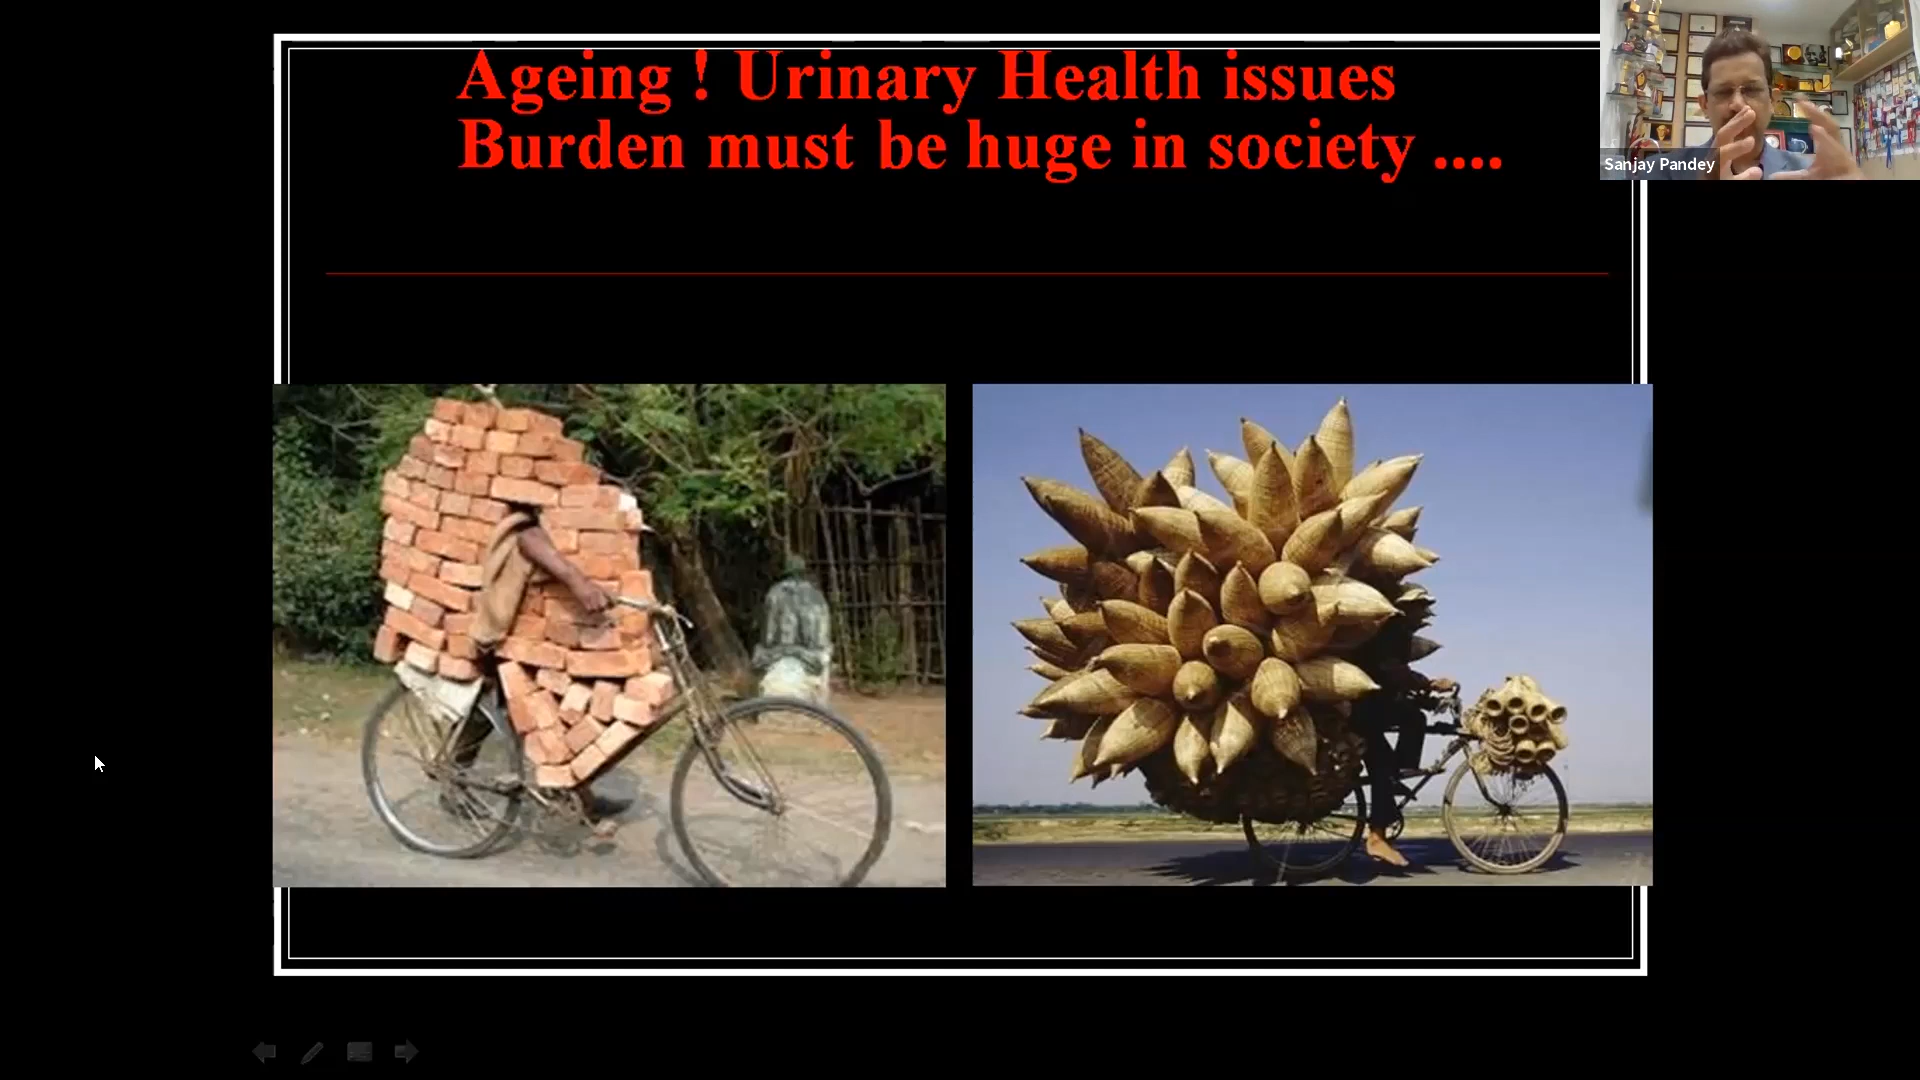 Ageing ! Urinary Health issues
Burden must be huge in society ....
Sanjay Pandey